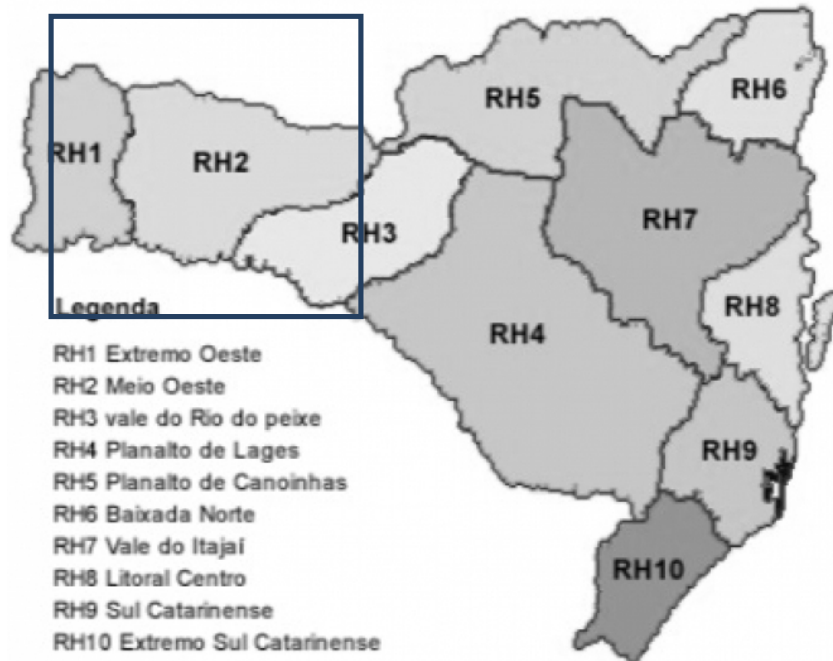 RH5
RH6
RH1
RH2
RH3
RH7
RH8
RH4
RH9
RH10
Legenda
RH1 Extremo Oeste
RH2 Meio Oeste
RH3 vale do Rio do peixe
RH4 Planalto de Lages
RH5 Planalto de Canoinhas
RH6 Baixada Norte
RH7 Vale do Itajaí
RH8 Litoral Centro
RH9 Sul Catarinense
RH10 Extremo Sul Catarinense